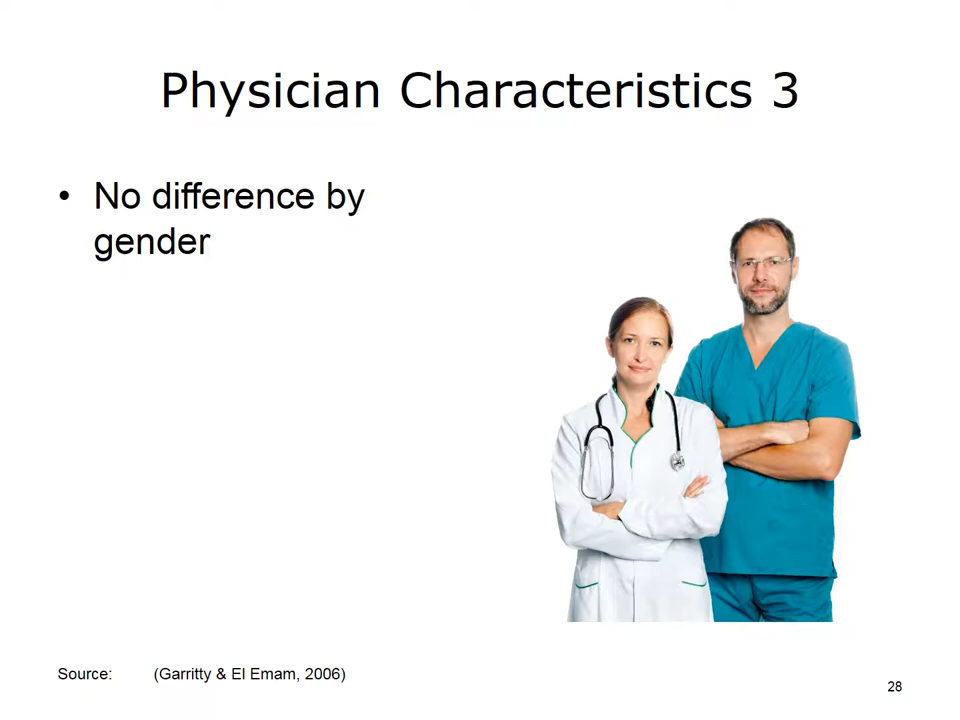 Physician Characteristics 3
• No difference by
gender
Source: (Garritty & El Emam, 2006)
28